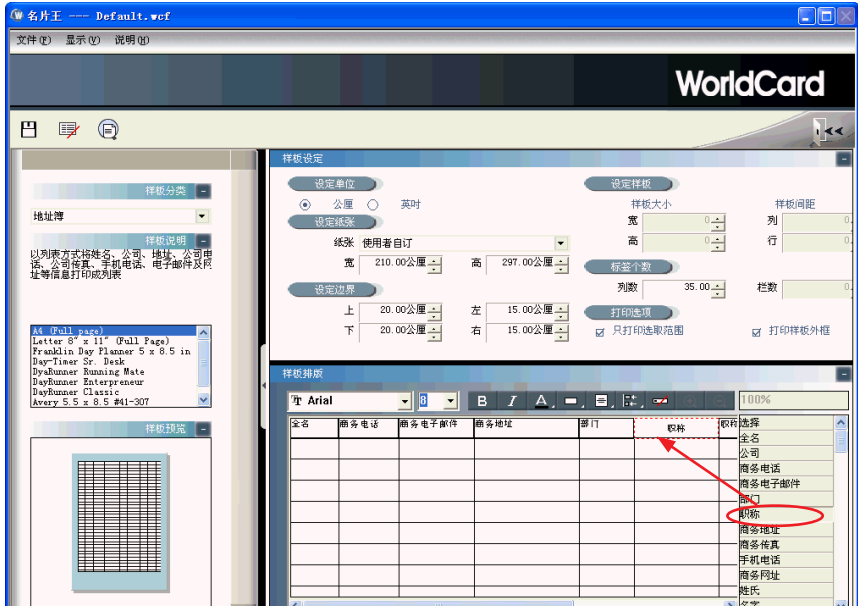 名片王 --- Default.wcf
文件(F) 显示(V) 说明(H)
WorldCard
样板分类
地址簿
样板说明
以列表方式将姓名、公司、地址、公司电
话、公司传真、手机电话、电子邮件及网
址等信息打印成列表
A4 (Full page)
Letter 8" x 11" (Full Page)
Franklin Day Planner 5 x 8.5 in
Day-Timer Sr. Desk
DyaRunner Running Mate
DayRunner Enterpreneur
DayRunner Classic
Avery 5.5 x 8.5 #41-307
样板预览
样板设定
设定单位
公厘 英吋
设定纸张
纸张 使用者自订
宽 210.00公厘 高 297.00公厘
设定边界
上 20.00公厘 左 15.00公厘
下 20.00公厘 右 15.00公厘
设定样板
样板大小 样板间距
宽 0. 列 0.
高 0. 行 0.
标签个数
列数 35.00 栏数 0.
打印选项
只打印选取范围 打印样板外框
样板排版
Arial 8 B I A 100%
全名 商务电话 商务电子邮件 商务地址 部门 职称 职称
选择
全名
公司
商务电话
商务电子邮件
部门
职称
商务地址
商务传真
手机电话
商务网址
姓氏
名字